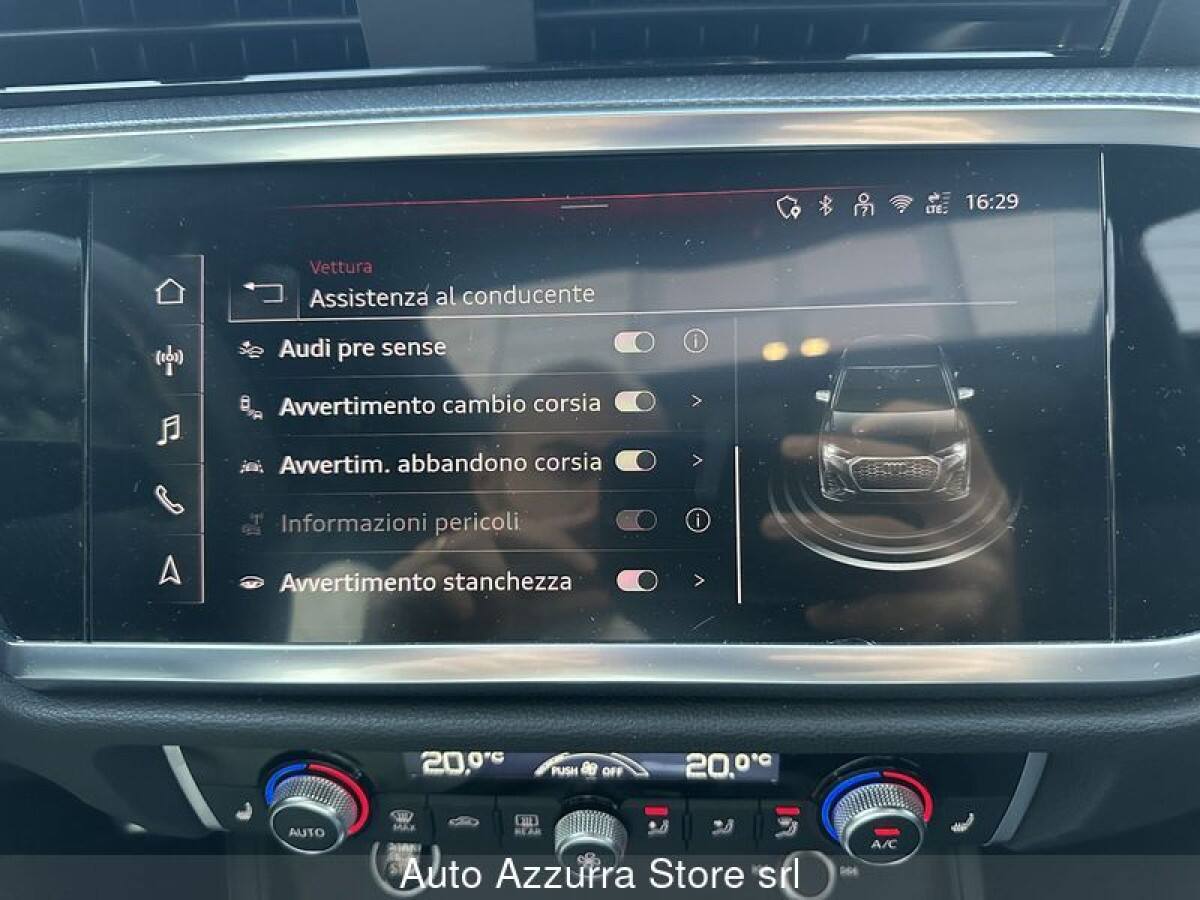 LTE 16:29
Vettura
Assistenza al conducente
Audi pre sense
Avvertimento cambio corsia
Avvertim. abbandono corsia
Informazioni pericoli
Avvertimento stanchezza
20.0°C PUSH OFF 20.0°C
AUTO
MAX
REAR
A/C
Auto Azzurra Store srl